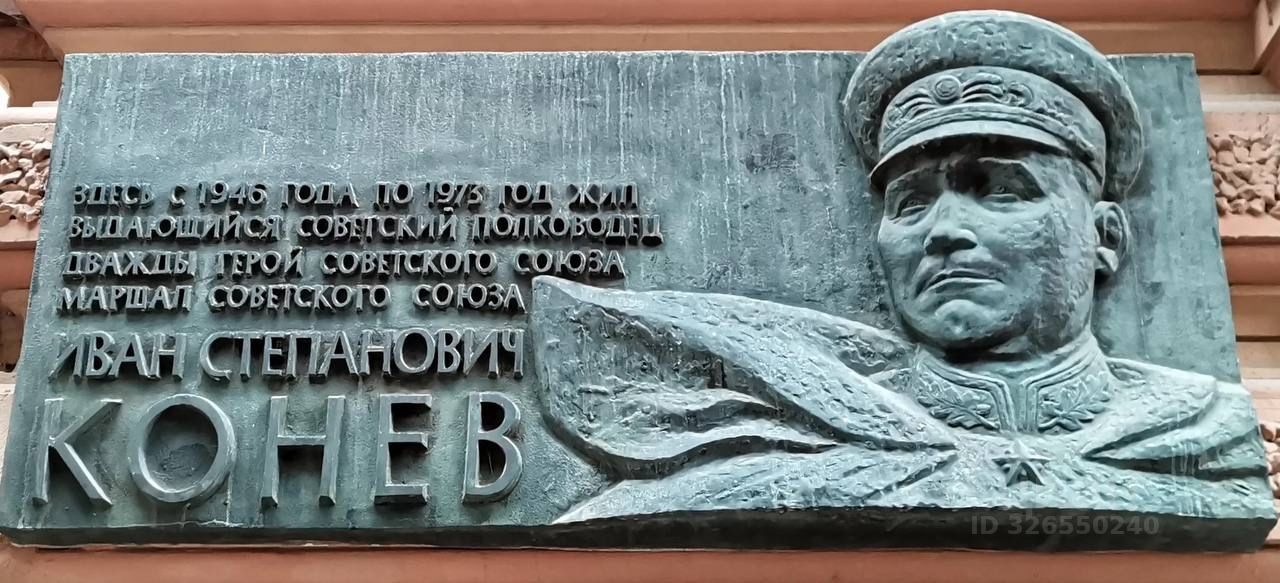 ЗДЕСЬ С 1946 ГОДА ПО 1973 ГОД ЖИЛ
ВЫДАЮЩИЙСЯ СОВЕТСКИЙ ПОЛКОВОДЕЦ
ДВАЖДЫ ГЕРОЙ СОВЕТСКОГО СОЮЗА
МАРШАЛ СОВЕТСКОГО СОЮЗА
ИВАН СТЕПАНОВИЧ
КОНЕВ
ID 326550240